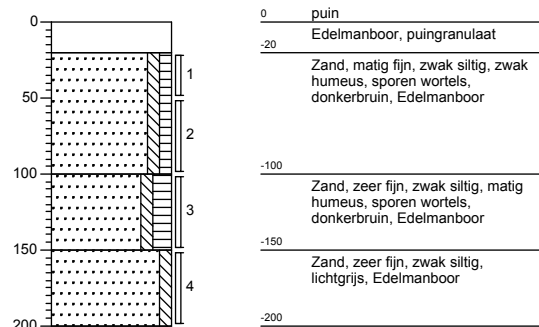 0
50
100
150
200
1
2
3
4
0 puin
Edelmanboor, puingranulaat
-20
Zand, matig fijn, zwak siltig, zwak
humeus, sporen wortels,
donkerbruin, Edelmanboor
-100
Zand, zeer fijn, zwak siltig, matig
humeus, sporen wortels,
donkerbruin, Edelmanboor
-150
Zand, zeer fijn, zwak siltig,
lichtgrijs, Edelmanboor
-200